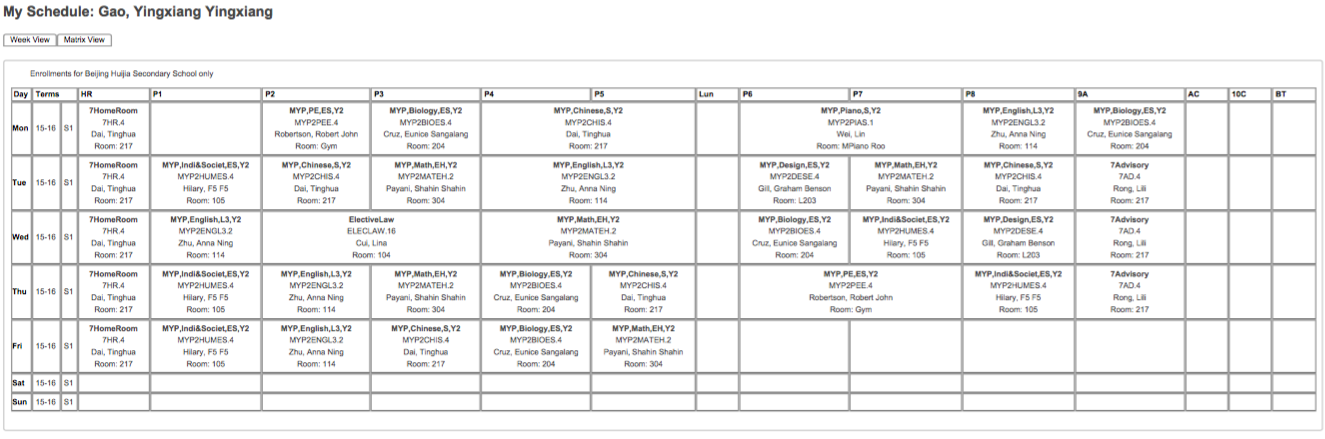 My Schedule: Gao, Yingxiang Yingxiang
Week View Matrix View
Enrollments for Beijing Huijia Secondary School only
Day Terms HR P1 P2 P3 P4 P5 Lun P6 P7 P8 9A AC 10C BT
7HomeRoom MYP,PE,ES,Y2 MYP,Biology,ES,Y2 MYP,Chinese,S,Y2 MYP,Piano,S,Y2 MYP,English,L3,Y2 MYP,Biology,ES,Y2
7HR.4 MYP2PEE.4 MYP2BIOES.4 MYP2CHIS.4 MYP2PIAS.1 MYP2ENGL3.2 MYP2BIOES.4
Mon 15-16 S1 Dai, Tinghua Robertson, Robert John Cruz, Eunice Sangalang Dai, Tinghua Wei, Lin Zhu, Anna Ning Cruz, Eunice Sangalang
Room: 217 Room: Gym Room: 204 Room: 217 Room: MPiano Roo Room: 114 Room: 204
7HomeRoom MYP,Indi&Societ,ES,Y2 MYP,Chinese,S,Y2 MYP,Math,EH,Y2 MYP,English,L3,Y2 MYP,Design,ES,Y2 MYP,Math,EH,Y2 MYP,Chinese,S,Y2 7Advisory
7HR.4 MYP2HUMES.4 MYP2CHIS.4 MYP2MATEH.2 MYP2ENGL3.2 MYP2DESE.4 MYP2MATEH.2 MYP2CHIS.4 7AD.4
Tue 15-16 S1 Dai, Tinghua Hilary, F5 F5 Dai, Tinghua Payani, Shahin Shahin Zhu, Anna Ning Gill, Graham Benson Payani, Shahin Shahin Dai, Tinghua Rong, Lili
Room: 217 Room: 105 Room: 217 Room: 304 Room: 114 Room: L203 Room: 304 Room: 217 Room: 217
7HomeRoom MYP,English,L3,Y2 ElectiveLaw MYP,Math,EH,Y2 MYP,Biology,ES,Y2 MYP,Indi&Societ,ES,Y2 MYP,Design,ES,Y2 7Advisory
7HR.4 MYP2ENGL3.2 ELECLAW.16 MYP2MATEH.2 MYP2BIOES.4 MYP2HUMES.4 MYP2DESE.4 7AD.4
Wed 15-16 S1 Dai, Tinghua Zhu, Anna Ning Cui, Lina Payani, Shahin Shahin Cruz, Eunice Sangalang Hilary, F5 F5 Gill, Graham Benson Rong, Lili
Room: 217 Room: 114 Room: 104 Room: 304 Room: 204 Room: 105 Room: L203 Room: 217
7HomeRoom MYP,Indi&Societ,ES,Y2 MYP,English,L3,Y2 MYP,Math,EH,Y2 MYP,Biology,ES,Y2 MYP,Chinese,S,Y2 MYP,PE,ES,Y2 MYP,Indi&Societ,ES,Y2 7Advisory
7HR.4 MYP2HUMES.4 MYP2ENGL3.2 MYP2MATEH.2 MYP2BIOES.4 MYP2CHIS.4 MYP2PEE.4 MYP2HUMES.4 7AD.4
Thu 15-16 S1 Dai, Tinghua Hilary, F5 F5 Zhu, Anna Ning Payani, Shahin Shahin Cruz, Eunice Sangalang Dai, Tinghua Robertson, Robert John Hilary, F5 F5 Rong, Lili
Room: 217 Room: 105 Room: 114 Room: 304 Room: 204 Room: 217 Room: Gym Room: 105 Room: 217
7HomeRoom MYP,Indi&Societ,ES,Y2 MYP,English,L3,Y2 MYP,Chinese,S,Y2 MYP,Biology,ES,Y2 MYP,Math,EH,Y2
7HR.4 MYP2HUMES.4 MYP2ENGL3.2 MYP2CHIS.4 MYP2BIOES.4 MYP2MATEH.2
Fri 15-16 S1 Dai, Tinghua Hilary, F5 F5 Zhu, Anna Ning Dai, Tinghua Cruz, Eunice Sangalang Payani, Shahin Shahin
Room: 217 Room: 105 Room: 114 Room: 217 Room: 204 Room: 304
Sat 15-16 S1
Sun 15-16 S1